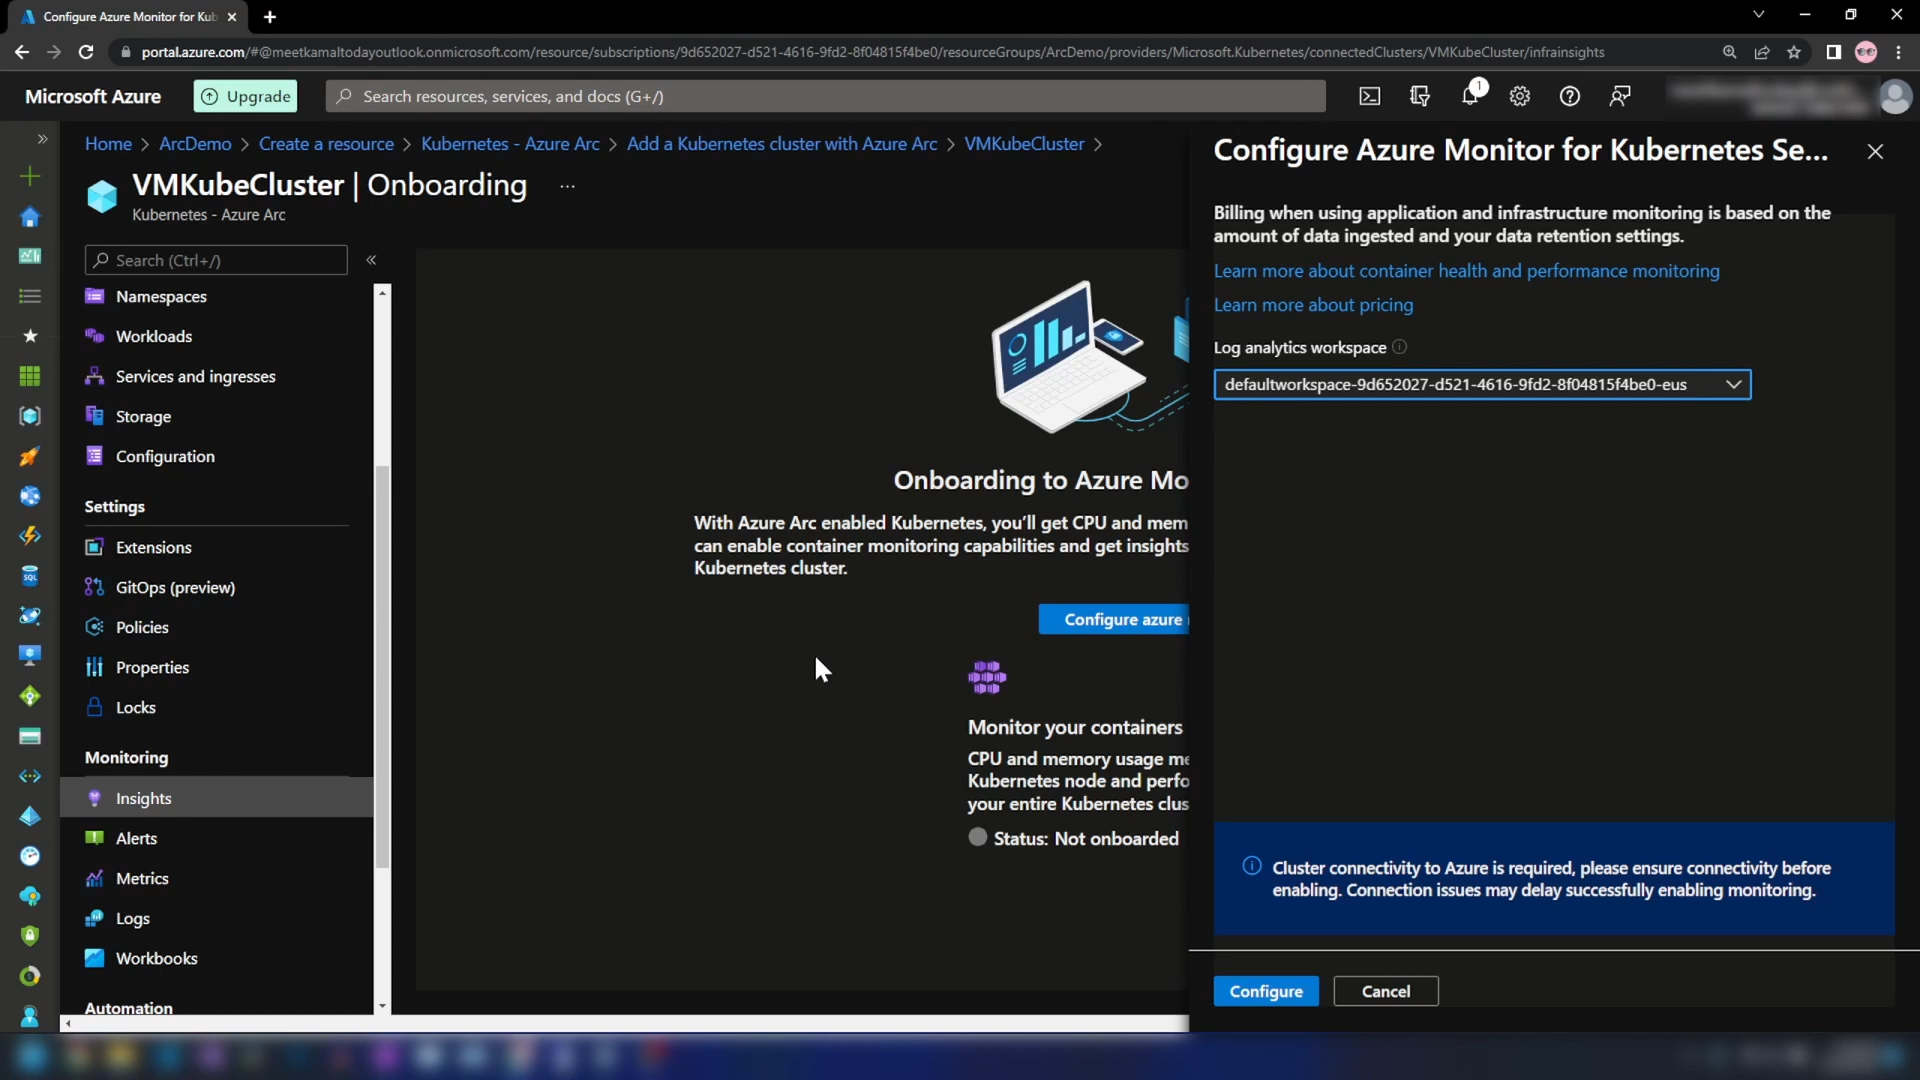 Configure Azure Monitor for Kub
portal.azure.com/#@meetkamaltodayoutlook.onmicrosoft.com/resource/subscriptions/9d652027-d521-4616-9fd2-8f04815f4be0/resourceGroups/ArcDemo/providers/Microsoft.Kubernetes/connectedClusters/VMKubeCluster/infrainsights
Microsoft Azure
Upgrade
Search resources, services, and docs (G+/)
1
Home > ArcDemo > Create a resource > Kubernetes - Azure Arc > Add a Kubernetes cluster with Azure Arc > VMKubeCluster >
VMKubeCluster | Onboarding ...
Kubernetes - Azure Arc
Search (Ctrl+/)
Namespaces
Workloads
Services and ingresses
Storage
Configuration
Settings
Extensions
GitOps (preview)
Policies
Properties
Locks
Monitoring
Insights
Alerts
Metrics
Logs
Workbooks
Automation
SQL
Onboarding to Azure Mo
With Azure Arc enabled Kubernetes, you'll get CPU and mem
can enable container monitoring capabilities and get insights
Kubernetes cluster.
Configure azure
Monitor your containers
CPU and memory usage me
Kubernetes node and perfo
your entire Kubernetes clus
Status: Not onboarded
Configure Azure Monitor for Kubernetes Se...
Billing when using application and infrastructure monitoring is based on the
amount of data ingested and your data retention settings.
Learn more about container health and performance monitoring
Learn more about pricing
Log analytics workspace
defaultworkspace-9d652027-d521-4616-9fd2-8f04815f4be0-eus
Cluster connectivity to Azure is required, please ensure connectivity before
enabling. Connection issues may delay successfully enabling monitoring.
Configure
Cancel